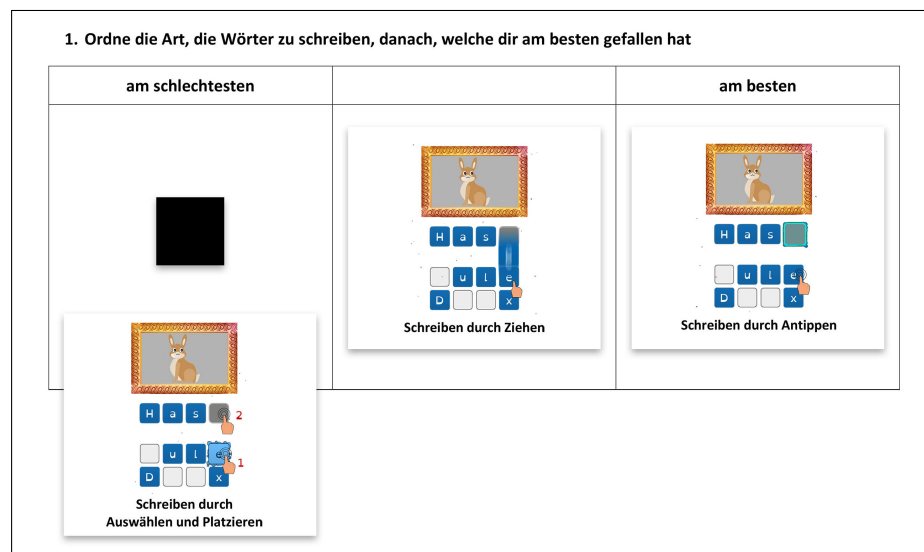 1. Ordne die Art, die Wörter zu schreiben, danach, welche dir am besten gefallen hat
am schlechtesten
am besten
H a s
u l e
D x
Schreiben durch Ziehen
H a s
u l e
D x
Schreiben durch Antippen
H a s 2
u l e 1
D x
Schreiben durch
Auswählen und Platzieren